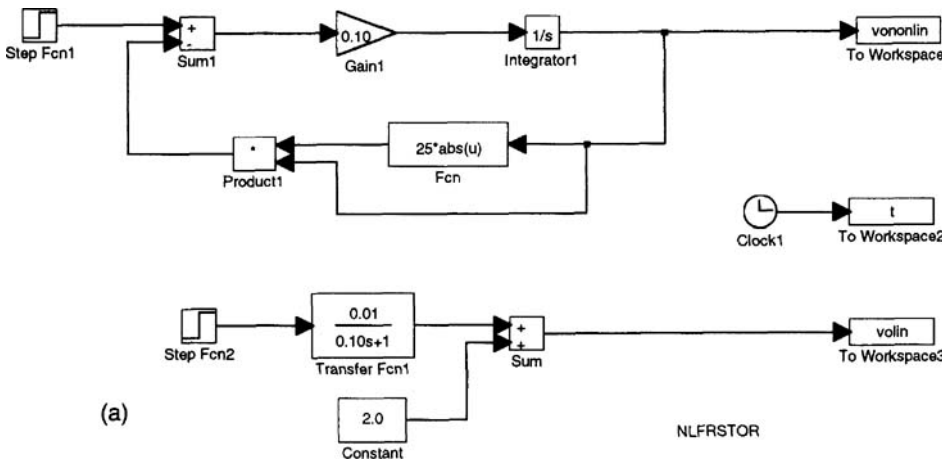 +
-
Step Fcn1
Sum1
0.10
Gain1
1/s
Integrator1
vononlin
To Workspace
*
Product1
25*abs(u)
Fcn
Clock1
t
To Workspace2
Step Fcn2
0.01
0.10s+1
Transfer Fcn1
+
+
Sum
volin
To Workspace3
(a)
2.0
Constant
NLFRSTOR